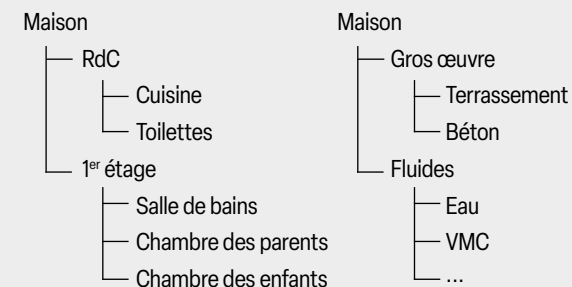 Maison
RdC
Cuisine
Toilettes
1er étage
Salle de bains
Chambre des parents
Chambre des enfants
Maison
Gros œuvre
Terrassement
Béton
Fluides
Eau
VMC
...